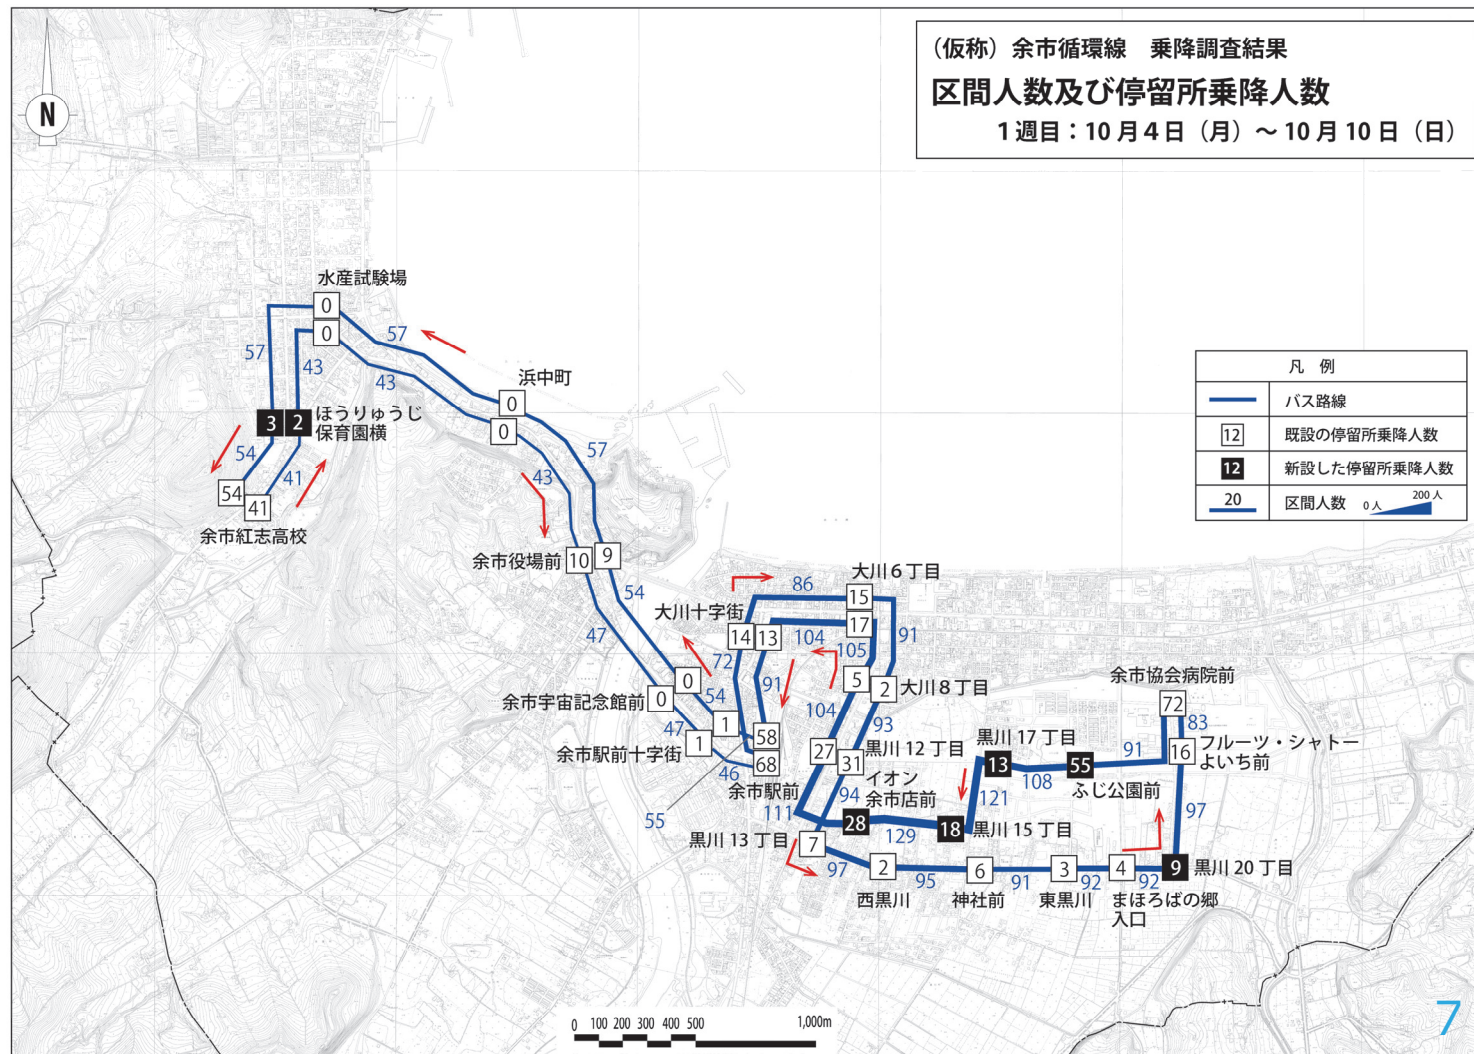 (仮称)余市循環線 乗降調査結果
区間人数及び停留所乗降人数
1週目:10月4日(月)~10月10日(日)
N
水産試験場
0
0
57
57
43
43
浜中町
0
0
3
2
ほうりゅうじ
保育園横
54
41
54
41
余市紅志高校
57
43
凡 例
バス路線
12
既設の停留所乗降人数
12
新設した停留所乗降人数
20
区間人数
0人
200人
余市役場前
10
9
54
47
大川6丁目
86
15
大川十字街
14
13
104
17
105
91
72
91
5
2
大川8丁目
余市宇宙記念館前
0
0
54
47
余市駅前十字街
1
1
46
58
68
余市駅前
55
104
93
27
31
黒川12丁目
イオン
余市店前
94
111
28
129
18
黒川15丁目
黒川17丁目
13
121
108
55
ふじ公園前
91
余市協会病院前
72
83
16
フルーツ・シャトー
よいち前
97
黒川13丁目
7
97
2
西黒川
95
6
神社前
91
3
東黒川
92
4
まほろばの郷
入口
92
9
黒川20丁目
0 100 200 300 400 500 1,000m
7